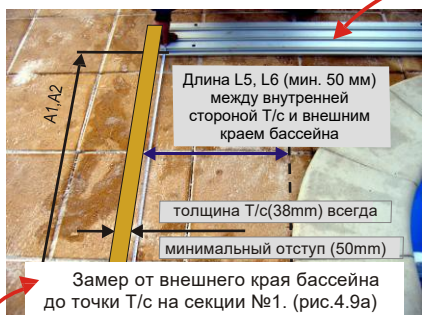 Длина L5, L6 (мин. 50 мм)
между внутренней
стороной Т/с и внешним
краем бассейна
A1,A2
толщина Т/с(38mm) всегда
минимальный отступ (50mm)
Замер от внешнего края бассейна
до точки Т/с на секции №1. (рис.4.9а)